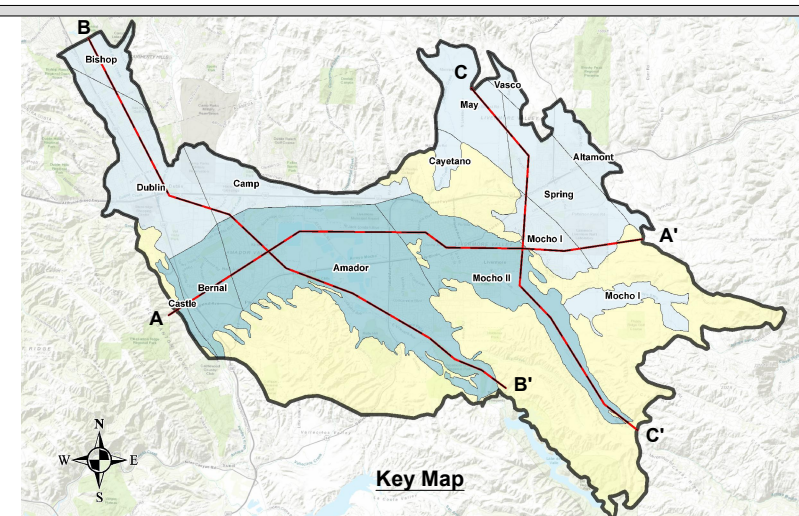 B
Bishop
C
Vasco
May
Cayetano
Altamont
Camp
Dublin
Spring
Mocho I
A'
Amador
Bernal
Mocho II
Castle
Mocho I
A
B'
C'
N
W E
S
Key Map